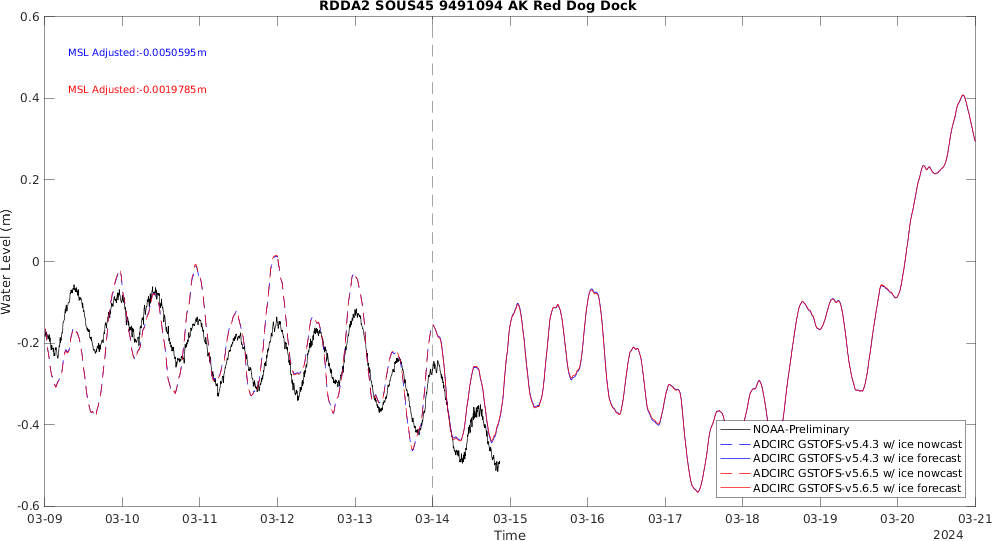 RDDA2 SOUS45 9491094 AK Red Dog Dock
MSL Adjusted:-0.0050595m
MSL Adjusted:-0.0019785m
0.6
0.4
0.2
0
-0.2
-0.4
-0.6
Water Level (m)
NOAA-Preliminary
ADCIRC GSTOFS-v5.4.3 w/ ice nowcast
ADCIRC GSTOFS-v5.4.3 w/ ice forecast
ADCIRC GSTOFS-v5.6.5 w/ ice nowcast
ADCIRC GSTOFS-v5.6.5 w/ ice forecast
03-09 03-10 03-11 03-12 03-13 03-14 03-15 03-16 03-17 03-18 03-19 03-20 03-21
Time
2024